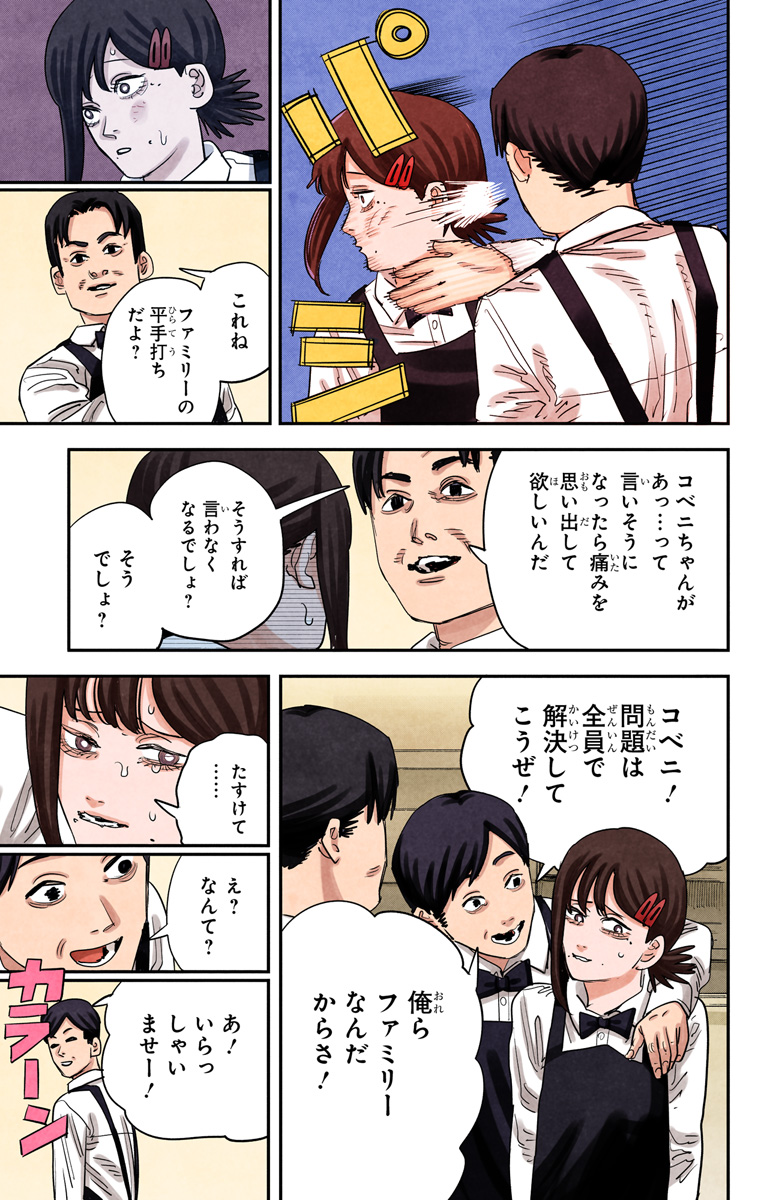 これね
ファミリーの
平手打ち
だよ？
コベニちゃんが
あっ…って
言いそうに
なったら痛みを
思い出して
欲しいんだ
そうすれば
言わなく
なるでしょ？
そう
でしょ？
コベニ！
問題は
全員で
解決して
こうぜ！
俺ら
ファミリー
なんだ
からさ！
たすけて
……
え？
なんて？
カラーン
あ！
いらっ
しゃい
ませー！